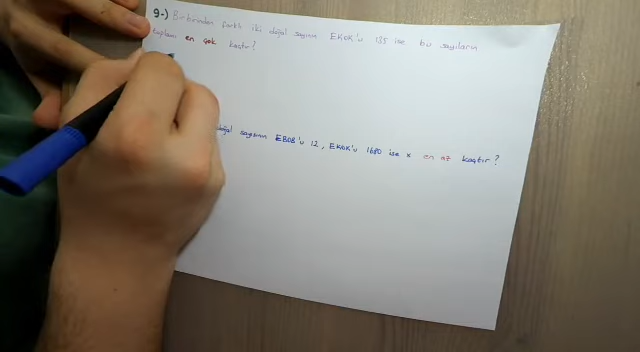 9-) Birbirinden farklı iki doğal sayının EKOK'u 135 ise bu sayıların
toplamı en çok kaçtır?
doğal sayısının EBOB'u 12, EKOK'u 1680 ise x en az kaçtır?